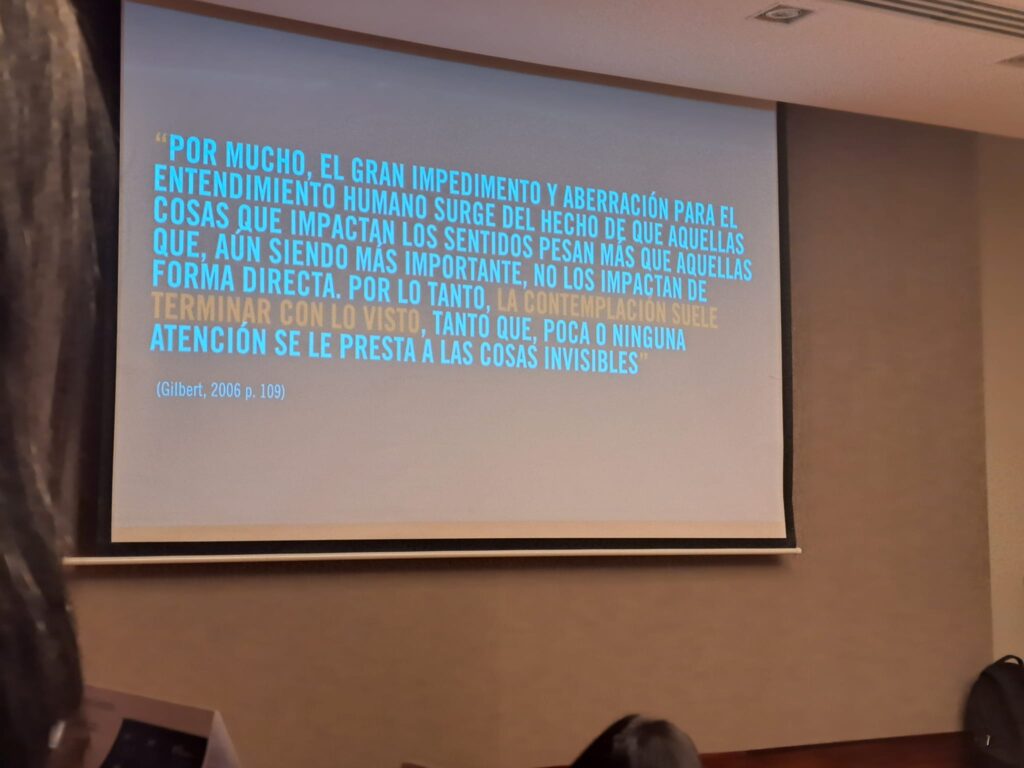 “POR MUCHO, EL GRAN IMPEDIMENTO Y ABERRACIÓN PARA EL
ENTENDIMIENTO HUMANO SURGE DEL HECHO DE QUE AQUELLAS
COSAS QUE IMPACTAN LOS SENTIDOS PESAN MÁS QUE AQUELLAS
QUE, AÚN SIENDO MÁS IMPORTANTE, NO LOS IMPACTAN DE
FORMA DIRECTA. POR LO TANTO, LA CONTEMPLACIÓN SUELE
TERMINAR CON LO VISTO, TANTO QUE, POCA O NINGUNA
ATENCIÓN SE LE PRESTA A LAS COSAS INVISIBLES”
(Gilbert, 2006 p. 109)